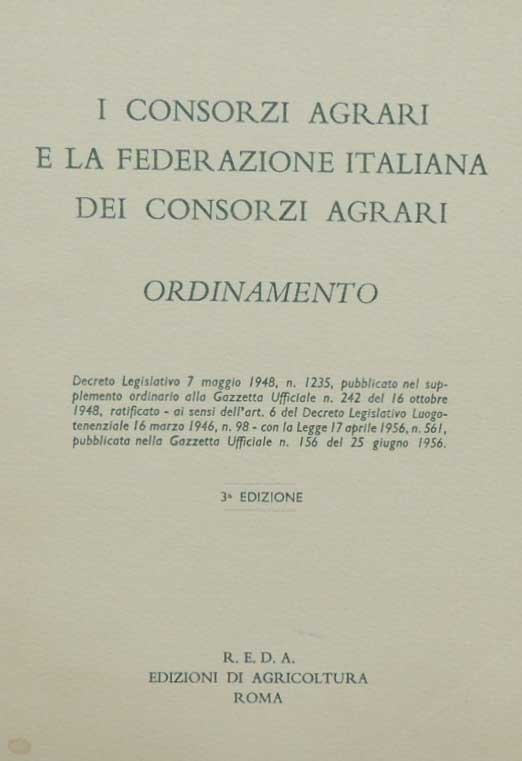 I CONSORZI AGRARI
E LA FEDERAZIONE ITALIANA
DEI CONSORZI AGRARI
ORDINAMENTO
Decreto Legislativo 7 maggio 1948, n. 1235, pubblicato nel sup-
plemento ordinario alla Gazzetta Ufficiale n. 242 del 16 ottobre
1948, ratificato - ai sensi dell'art. 6 del Decreto Legislativo Luogo-
tenenziale 16 marzo 1946, n. 98 - con la Legge 17 aprile 1956, n. 561,
pubblicata nella Gazzetta Ufficiale n. 156 del 25 giugno 1956.
3ª EDIZIONE
R. E. D. A.
EDIZIONI DI AGRICOLTURA
ROMA